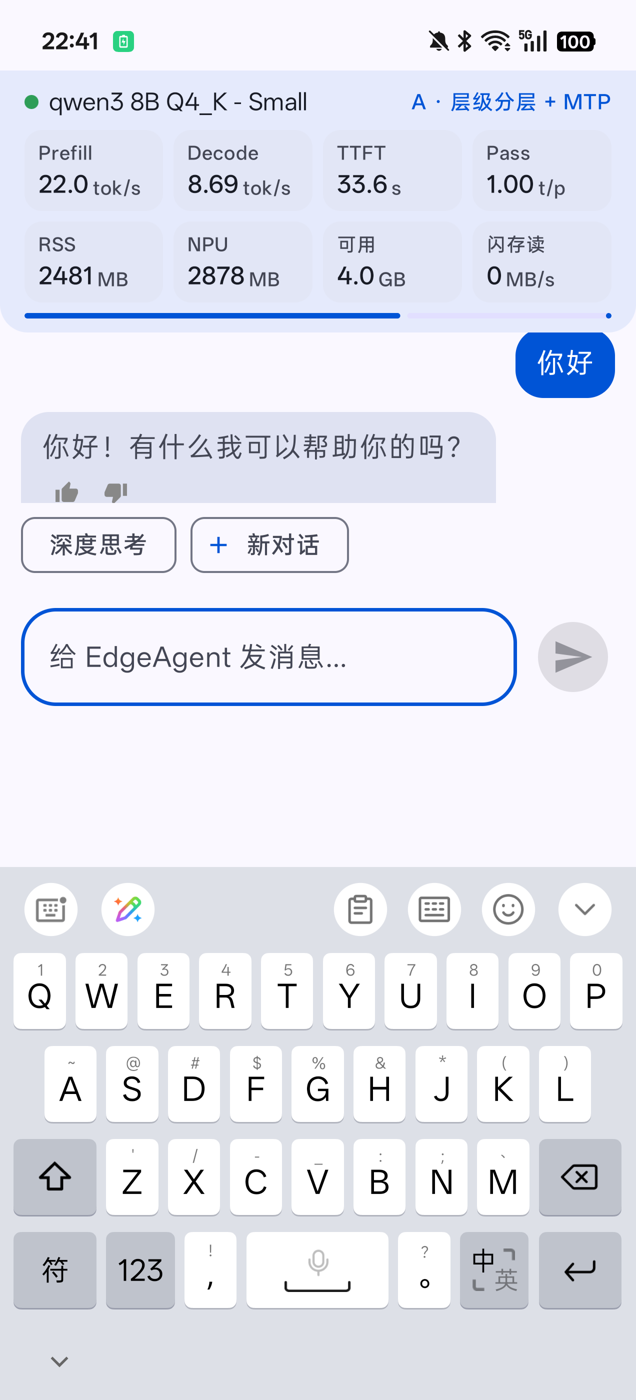 22:41 5G 100
qwen3 8B Q4_K - Small A · 层级分层 + MTP
Prefill Decode TTFT Pass
22.0 tok/s 8.69 tok/s 33.6 s 1.00 t/p
RSS NPU 可用 闪存读
2481 MB 2878 MB 4.0 GB 0 MB/s
你好
你好！有什么我可以帮助你的吗？
深度思考 + 新对话
给 EdgeAgent 发消息...
1 2 3 4 5 6 7 8 9 0
Q W E R T Y U I O P
~ @ # $ % & * ( )
A S D F G H J K L
' / - _ : ; `
Z X C V B N M
! ?
符 123 , 。 中 英